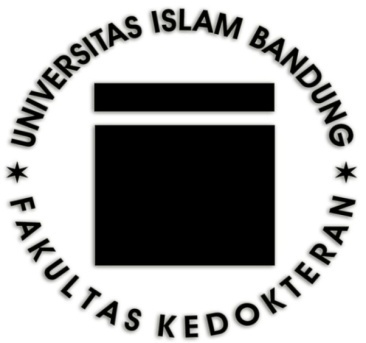 UNIVERSITAS ISLAM BANDUNG
FAKULTAS KEDOKTERAN